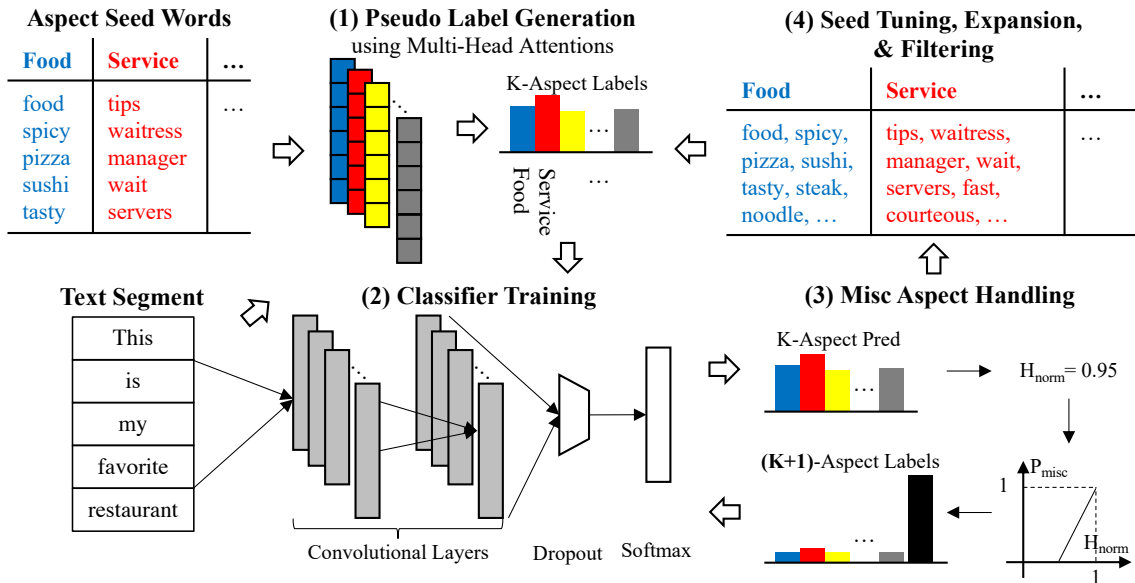 Aspect Seed Words
Food
Service
...
food
tips
...
spicy
waitress
pizza
manager
sushi
wait
tasty
servers
(1) Pseudo Label Generation
using Multi-Head Attentions
K-Aspect Labels
...
...
Food
Service
...
(4) Seed Tuning, Expansion,
& Filtering
Food
Service
...
food, spicy,
tips, waitress,
...
pizza, sushi,
manager, wait,
tasty, steak,
servers, fast,
noodle, ...
courteous, ...
Text Segment
This
is
my
favorite
restaurant
(2) Classifier Training
...
...
Convolutional Layers
Dropout
Softmax
(3) Misc Aspect Handling
K-Aspect Pred
...
Hnorm= 0.95
(K+1)-Aspect Labels
...
Pmisc
1
Hnorm
1